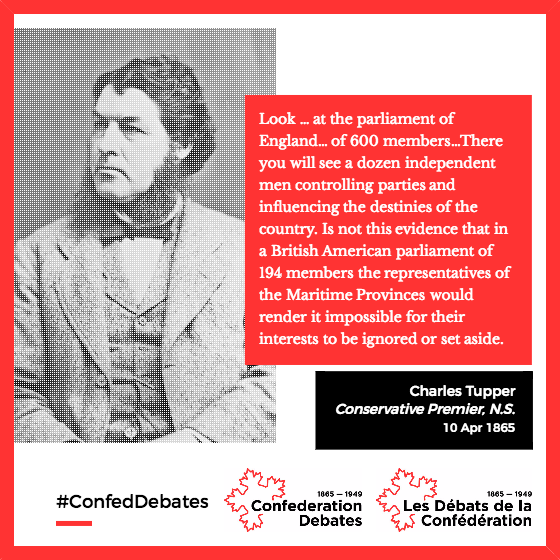 Look ... at the parliament of
England... of 600 members...There
you will see a dozen independent
men controlling parties and
influencing the destinies of the
country. Is not this evidence that in
a British American parliament of
194 members the representatives of
the Maritime Provinces would
render it impossible for their
interests to be ignored or set aside.
Charles Tupper
Conservative Premier, N.S.
10 Apr 1865
#ConfedDebates
1865 – 1949
Confederation
Debates
1865 – 1949
Les Débats de la
Confédération